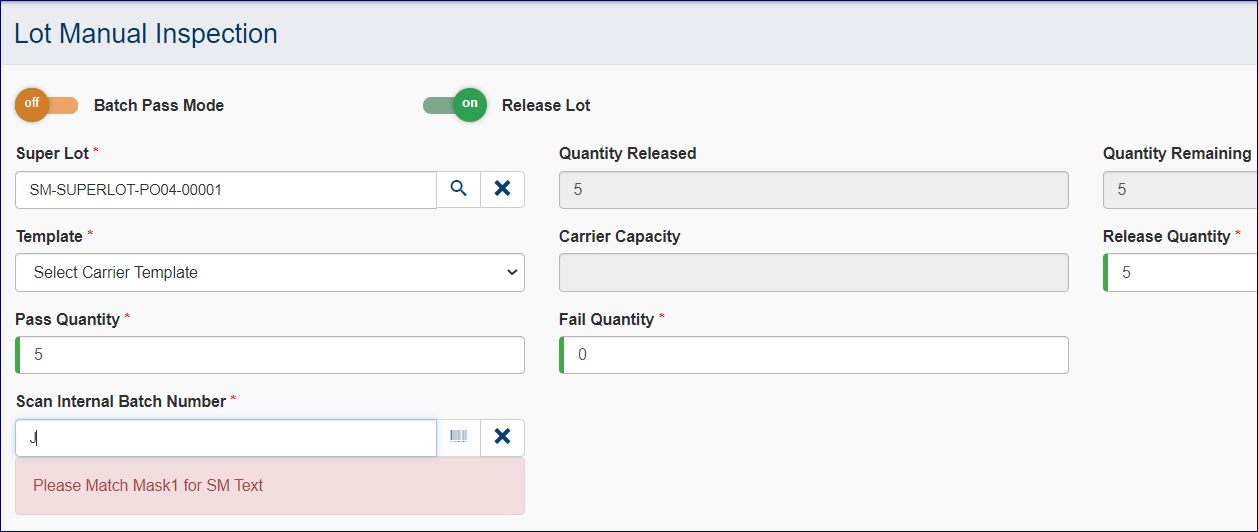 Lot Manual Inspection
off Batch Pass Mode on Release Lot
Super Lot * Quantity Released Quantity Remaining
SM-SUPERLOT-PO04-00001 5 5
Template * Carrier Capacity Release Quantity *
Select Carrier Template 5
Pass Quantity * Fail Quantity *
5 0
Scan Internal Batch Number *
J
Please Match Mask1 for SM Text